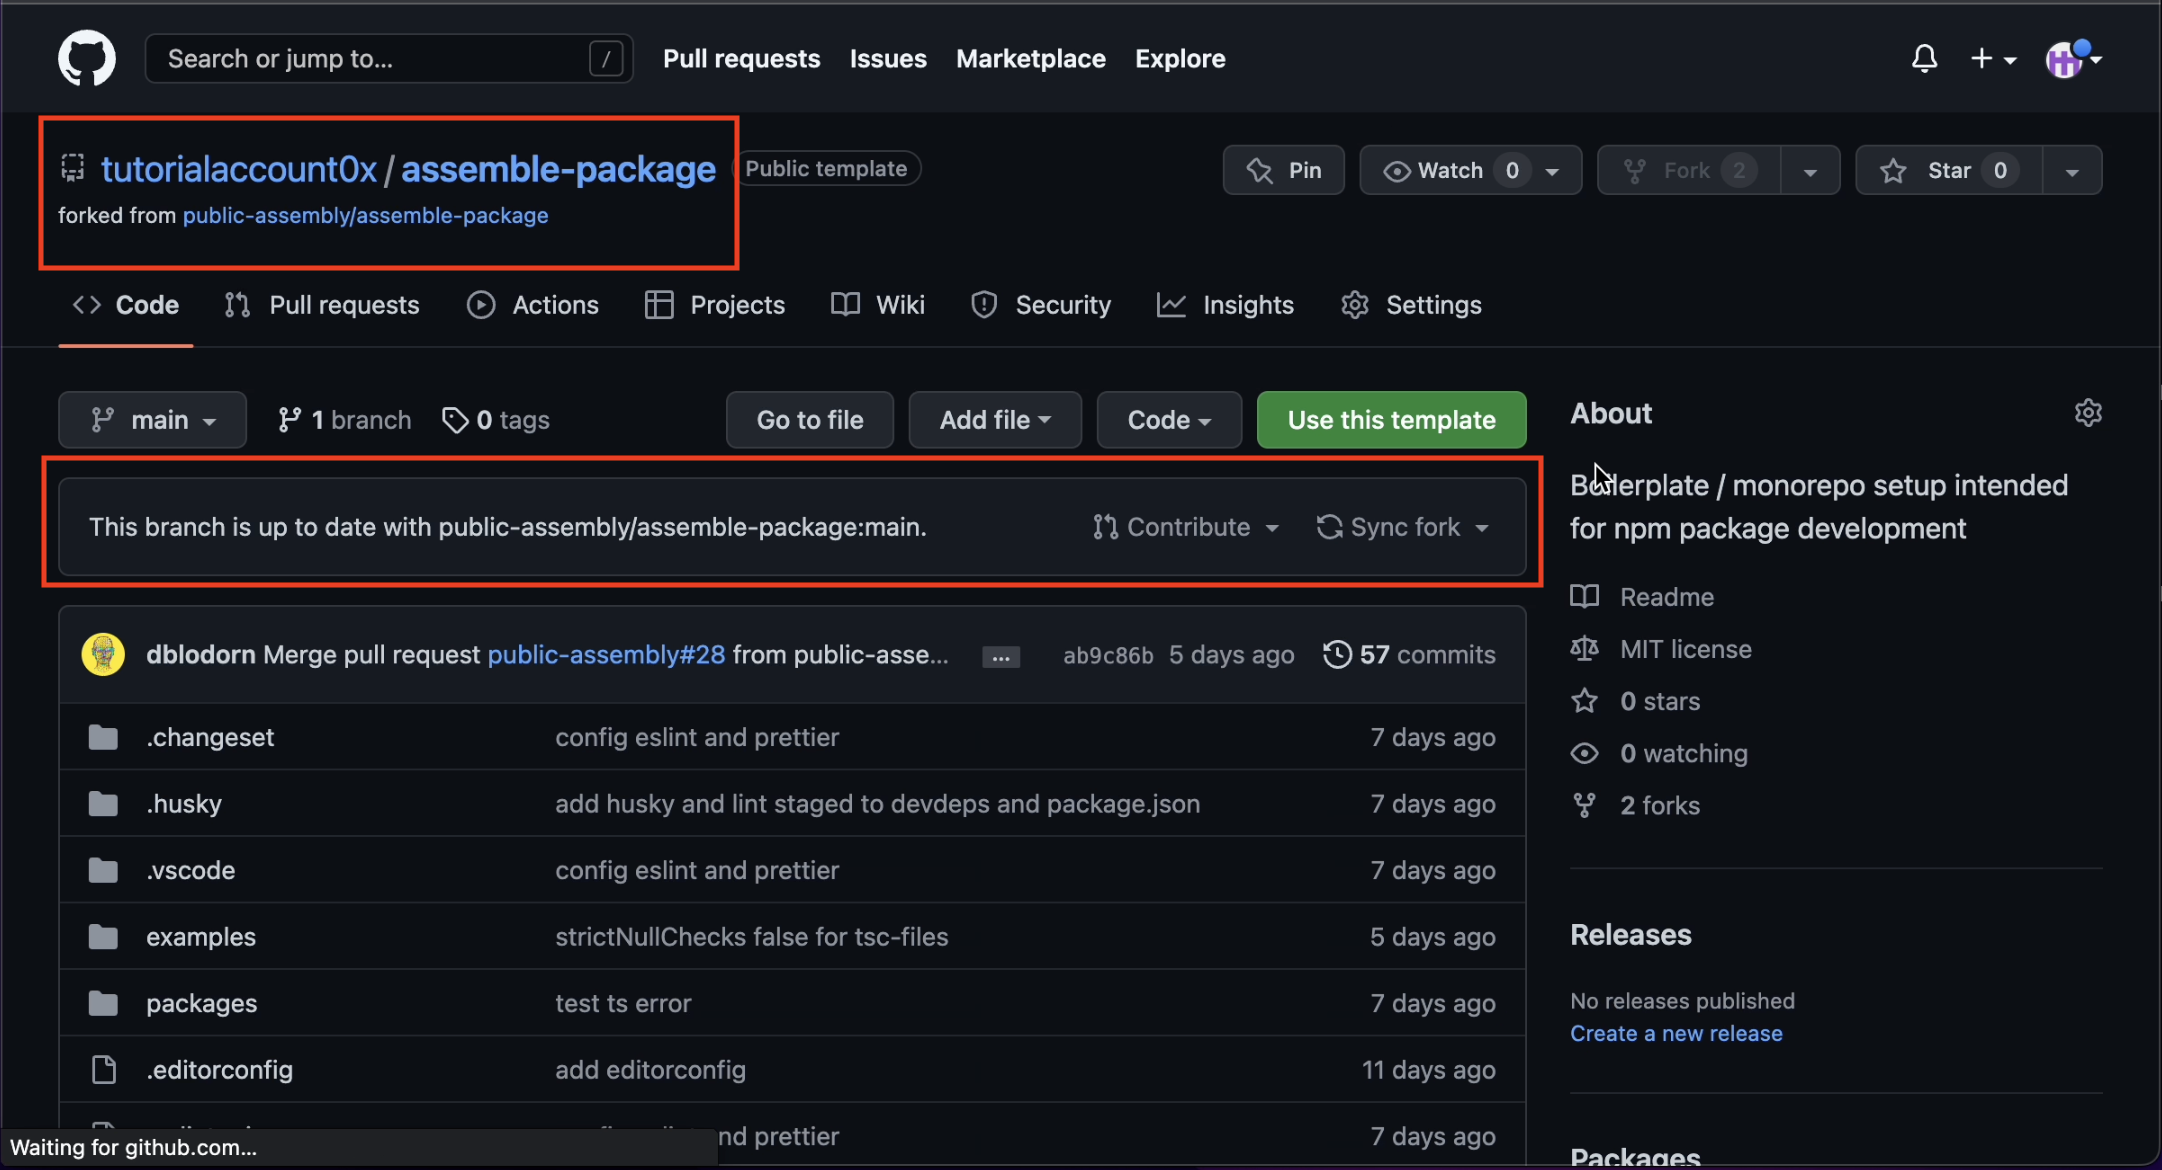 Search or jump to... / Pull requests Issues Marketplace Explore
tutorialaccount0x / assemble-package Public template
Pin Watch 0 Fork 2 Star 0
forked from public-assembly/assemble-package
Code Pull requests Actions Projects Wiki Security Insights Settings
main 1 branch 0 tags Go to file Add file Code Use this template
This branch is up to date with public-assembly/assemble-package:main. Contribute Sync fork
dblodorn Merge pull request public-assembly#28 from public-asse... ... ab9c86b 5 days ago 57 commits
.changeset config eslint and prettier 7 days ago
.husky add husky and lint staged to devdeps and package.json 7 days ago
.vscode config eslint and prettier 7 days ago
examples strictNullChecks false for tsc-files 5 days ago
packages test ts error 7 days ago
.editorconfig add editorconfig 11 days ago
nd prettier 7 days ago
About
Boilerplate / monorepo setup intended
for npm package development
Readme
MIT license
0 stars
0 watching
2 forks
Releases
No releases published
Create a new release
Packages
Waiting for github.com...